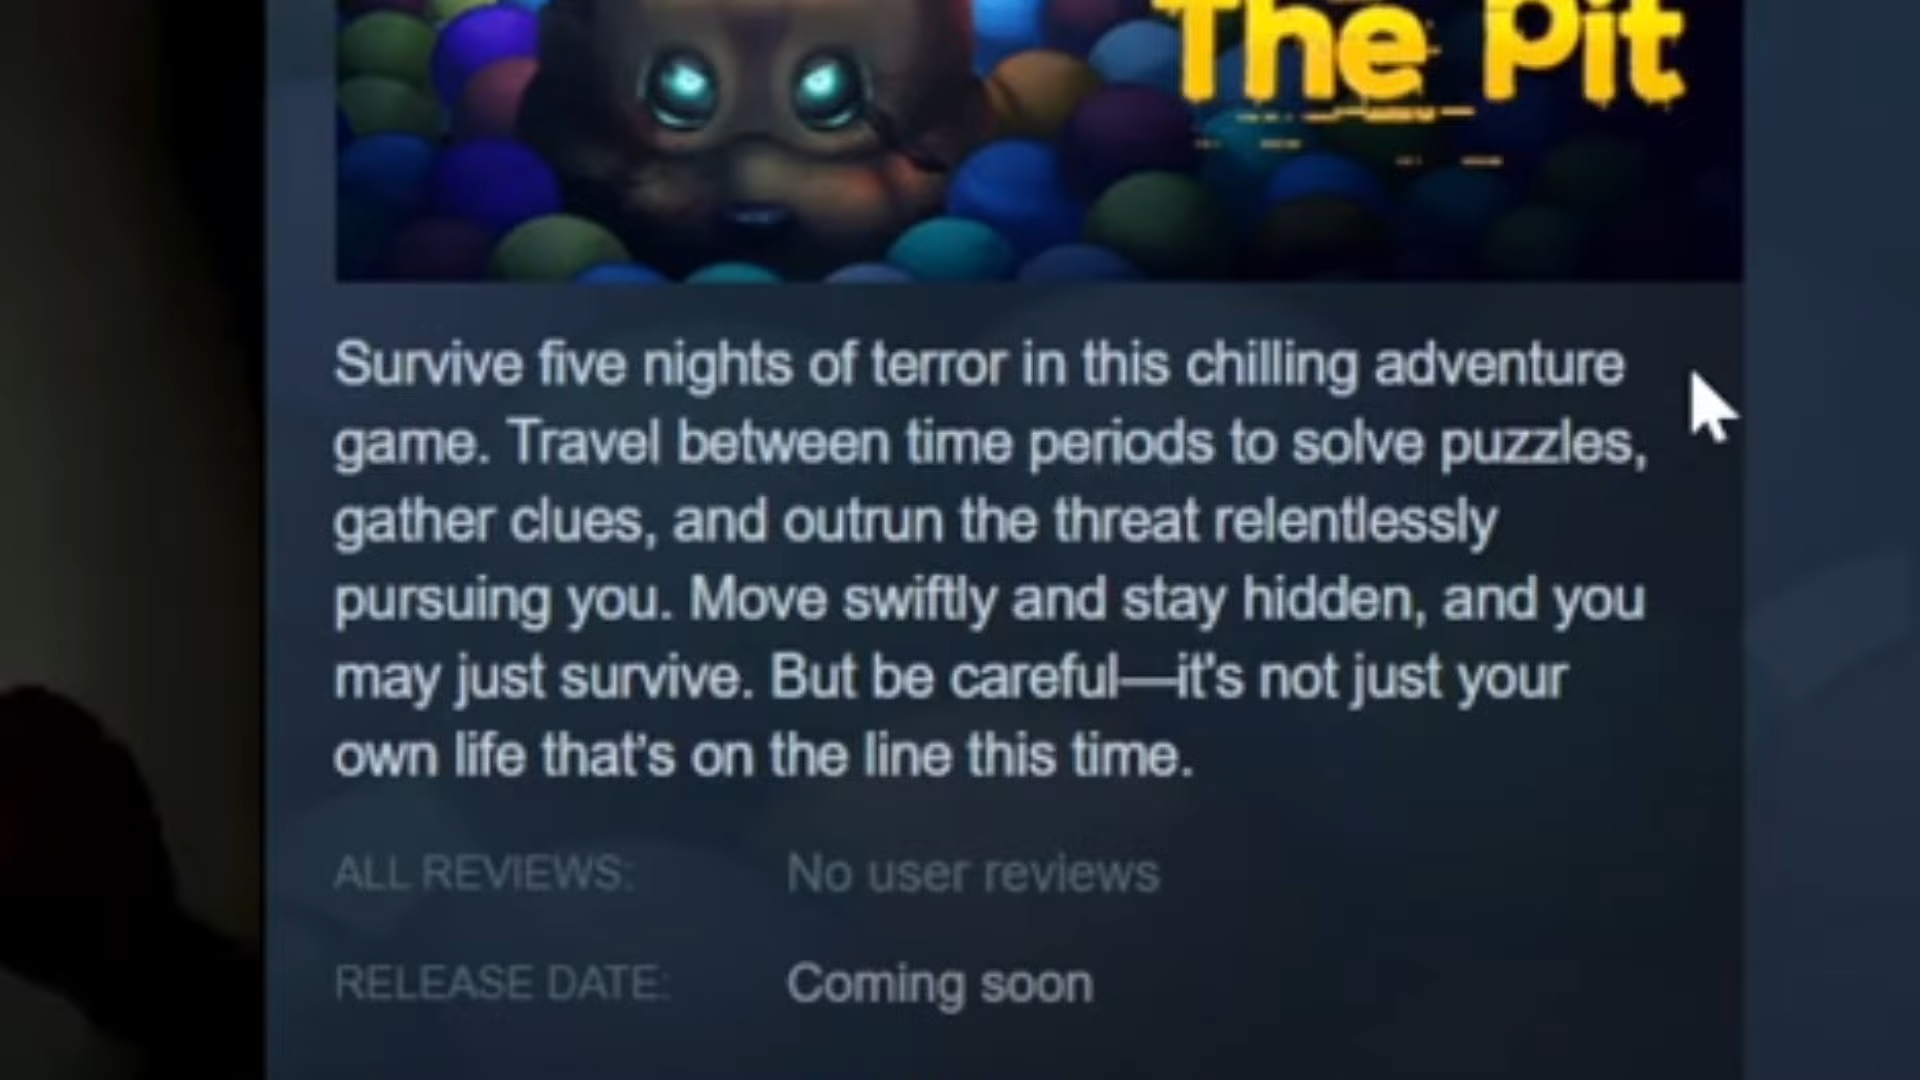 The Pit
Survive five nights of terror in this chilling adventure
game. Travel between time periods to solve puzzles,
gather clues, and outrun the threat relentlessly
pursuing you. Move swiftly and stay hidden, and you
may just survive. But be careful—it's not just your
own life that's on the line this time.
ALL REVIEWS: No user reviews
RELEASE DATE: Coming soon